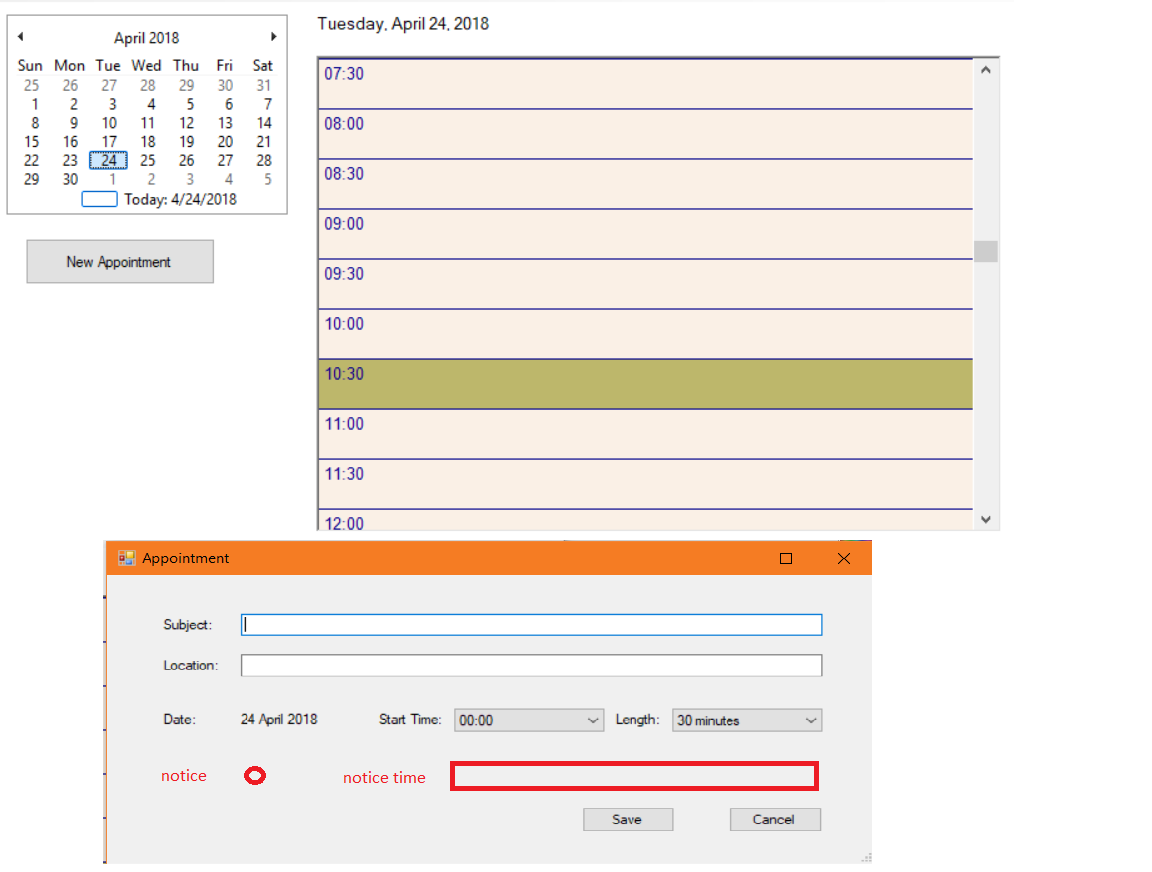 April 2018
Sun Mon Tue Wed Thu Fri Sat
25 26 27 28 29 30 31
1 2 3 4 5 6 7
8 9 10 11 12 13 14
15 16 17 18 19 20 21
22 23 24 25 26 27 28
29 30 1 2 3 4 5
Today: 4/24/2018
New Appointment
Tuesday, April 24, 2018
07:30
08:00
08:30
09:00
09:30
10:00
10:30
11:00
11:30
12:00
Appointment
Subject:
Location:
Date: 24 April 2018 Start Time: 00:00 Length: 30 minutes
notice notice time
Save Cancel